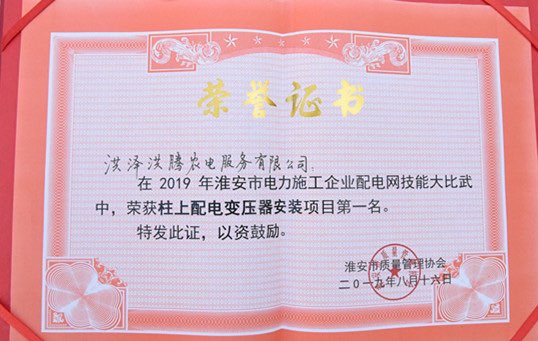 荣誉证书
洪泽洪腾农电服务有限公司：
在 2019 年淮安市电力施工企业配电网技能大比武
中，荣获柱上配电变压器安装项目第一名。
特发此证，以资鼓励。
淮安市质量管理协会
二0一九年八月十六日